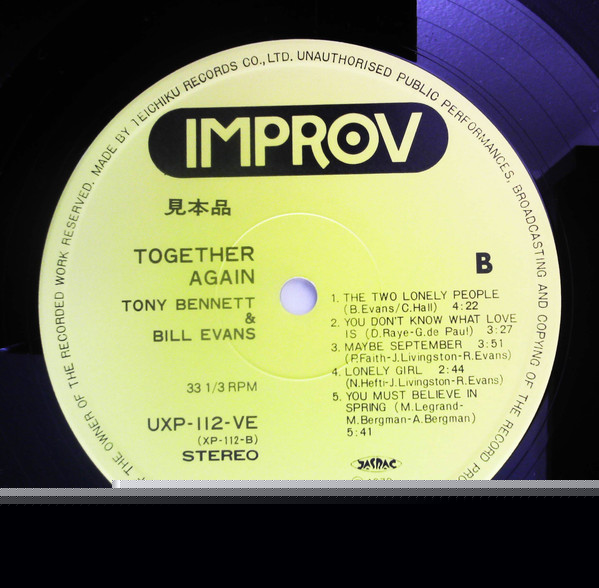 THE OWNER OF THE RECORDED WORK RESERVED. MADE BY TEICHIKU RECORDS CO., LTD. UNAUTHORISED PUBLIC PERFORMANCES, BROADCASTING AND COPYING OF THE RECORD PRO
IMPROV
見本品
TOGETHER
AGAIN
TONY BENNETT
&
BILL EVANS
33 1/3 RPM
UXP-112-VE
(XP-112-B)
STEREO
B
1. THE TWO LONELY PEOPLE
(B.Evans/C.Hall) 4:22
2. YOU DON'T KNOW WHAT LOVE
IS (D.Raye-G.de Paul) 3:27
3. MAYBE SEPTEMBER 3:51
(P.Faith-J.Livingston-R.Evans)
4. LONELY GIRL 2:44
(N.Hefti-J.Livingston-R.Evans)
5. YOU MUST BELIEVE IN
SPRING (M.Legrand-
M.Bergman-A.Bergman)
5:41
JASRAC